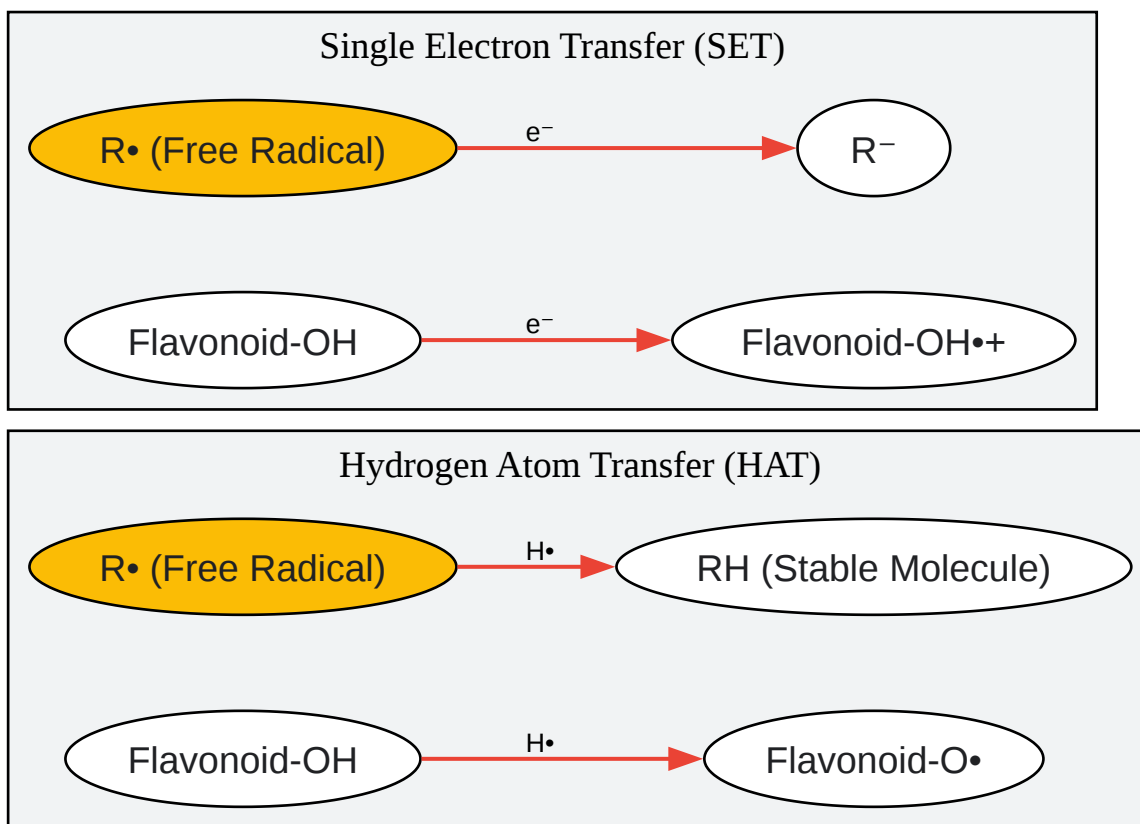 Single Electron Transfer (SET)
R• (Free Radical)
e⁻
R⁻
Flavonoid-OH
e⁻
Flavonoid-OH•+
Hydrogen Atom Transfer (HAT)
R• (Free Radical)
H•
RH (Stable Molecule)
Flavonoid-OH
H•
Flavonoid-O•